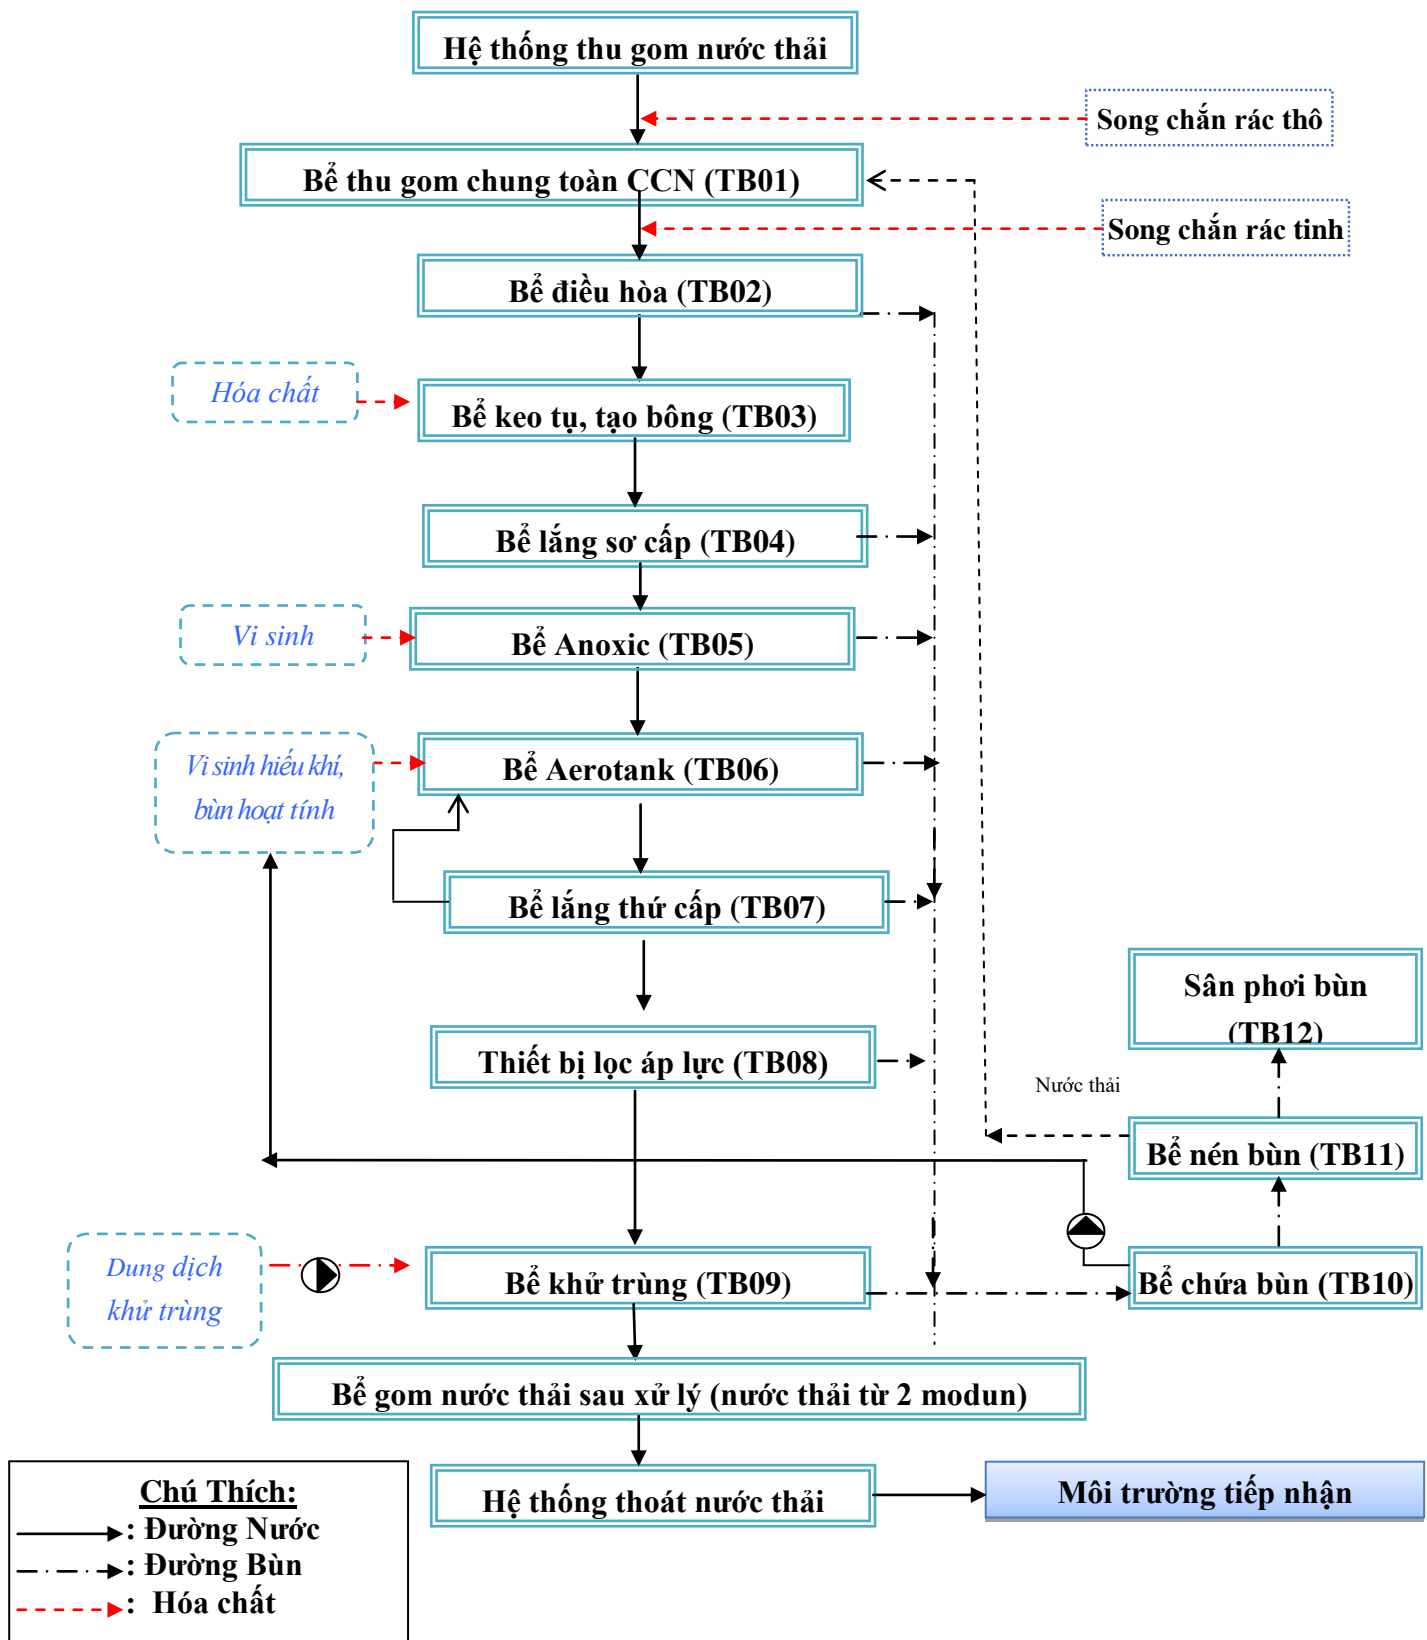 Hệ thống thu gom nước thải
Song chắn rác thô
Bể thu gom chung toàn CCN (TB01)
Song chắn rác tinh
Bể điều hòa (TB02)
Hóa chất
Bể keo tụ, tạo bông (TB03)
Bể lắng sơ cấp (TB04)
Vi sinh
Bể Anoxic (TB05)
Vi sinh hiếu khí,
bùn hoạt tính
Bể Aerotank (TB06)
Bể lắng thứ cấp (TB07)
Sân phơi bùn
(TB12)
Thiết bị lọc áp lực (TB08)
Nước thải
Bể nén bùn (TB11)
Dung dịch
khử trùng
Bể khử trùng (TB09)
Bể chứa bùn (TB10)
Bể gom nước thải sau xử lý (nước thải từ 2 modun)
Hệ thống thoát nước thải
Môi trường tiếp nhận
Chú Thích:
: Đường Nước
: Đường Bùn
: Hóa chất